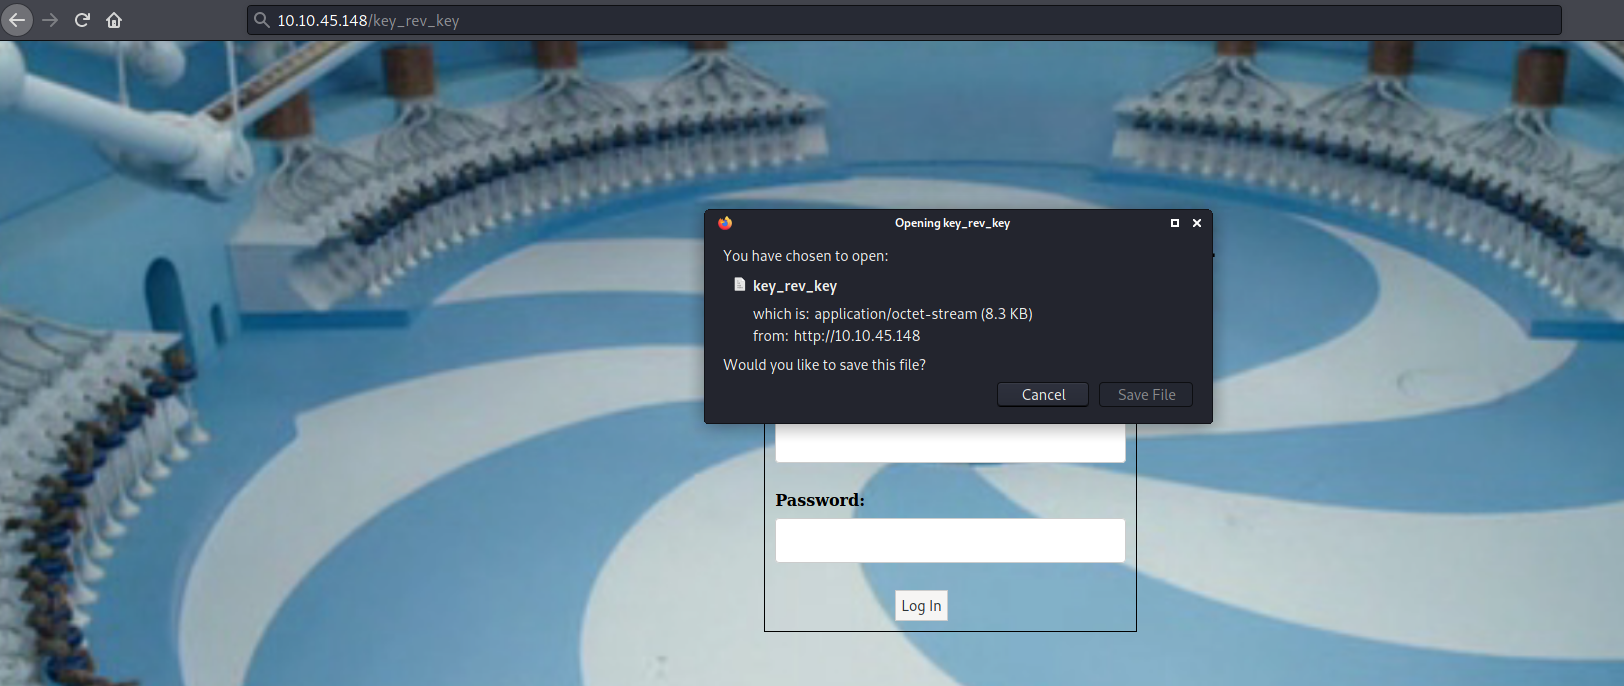 10.10.45.148/key_rev_key
Opening key_rev_key
You have chosen to open:
key_rev_key
which is: application/octet-stream (8.3 KB)
from: http://10.10.45.148
Would you like to save this file?
Cancel Save File
Password:
Log In